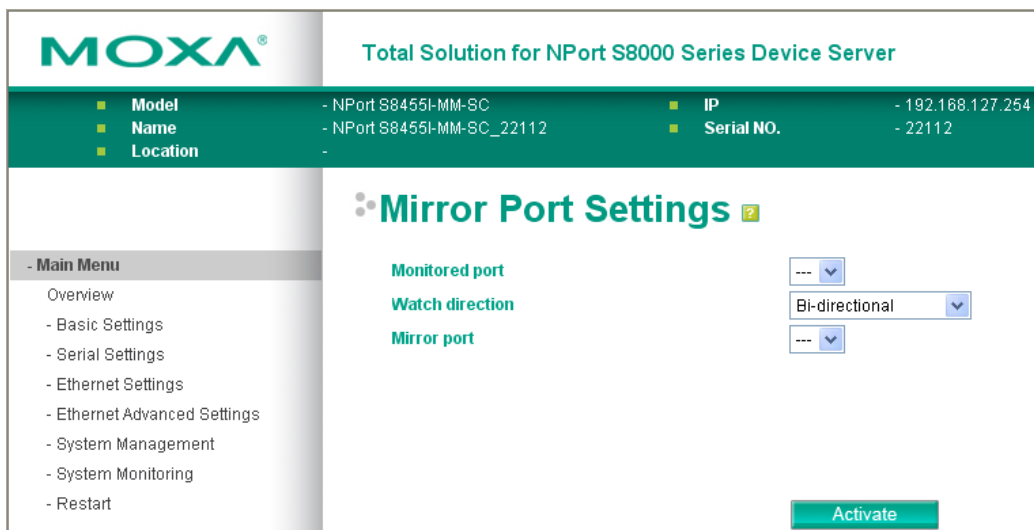 MOXA®
Total Solution for NPort S8000 Series Device Server
Model - NPort S8455I-MM-SC IP - 192.168.127.254
Name - NPort S8455I-MM-SC_22112 Serial NO. - 22112
Location -
Mirror Port Settings ?
- Main Menu
Overview
- Basic Settings
- Serial Settings
- Ethernet Settings
- Ethernet Advanced Settings
- System Management
- System Monitoring
- Restart
Monitored port ---
Watch direction Bi-directional
Mirror port ---
Activate